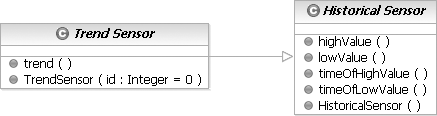 C Trend Sensor
trend ( )
TrendSensor ( id : Integer = 0 )
C Historical Sensor
highValue ( )
lowValue ( )
timeOfHighValue ( )
timeOfLowValue ( )
HistoricalSensor ( )